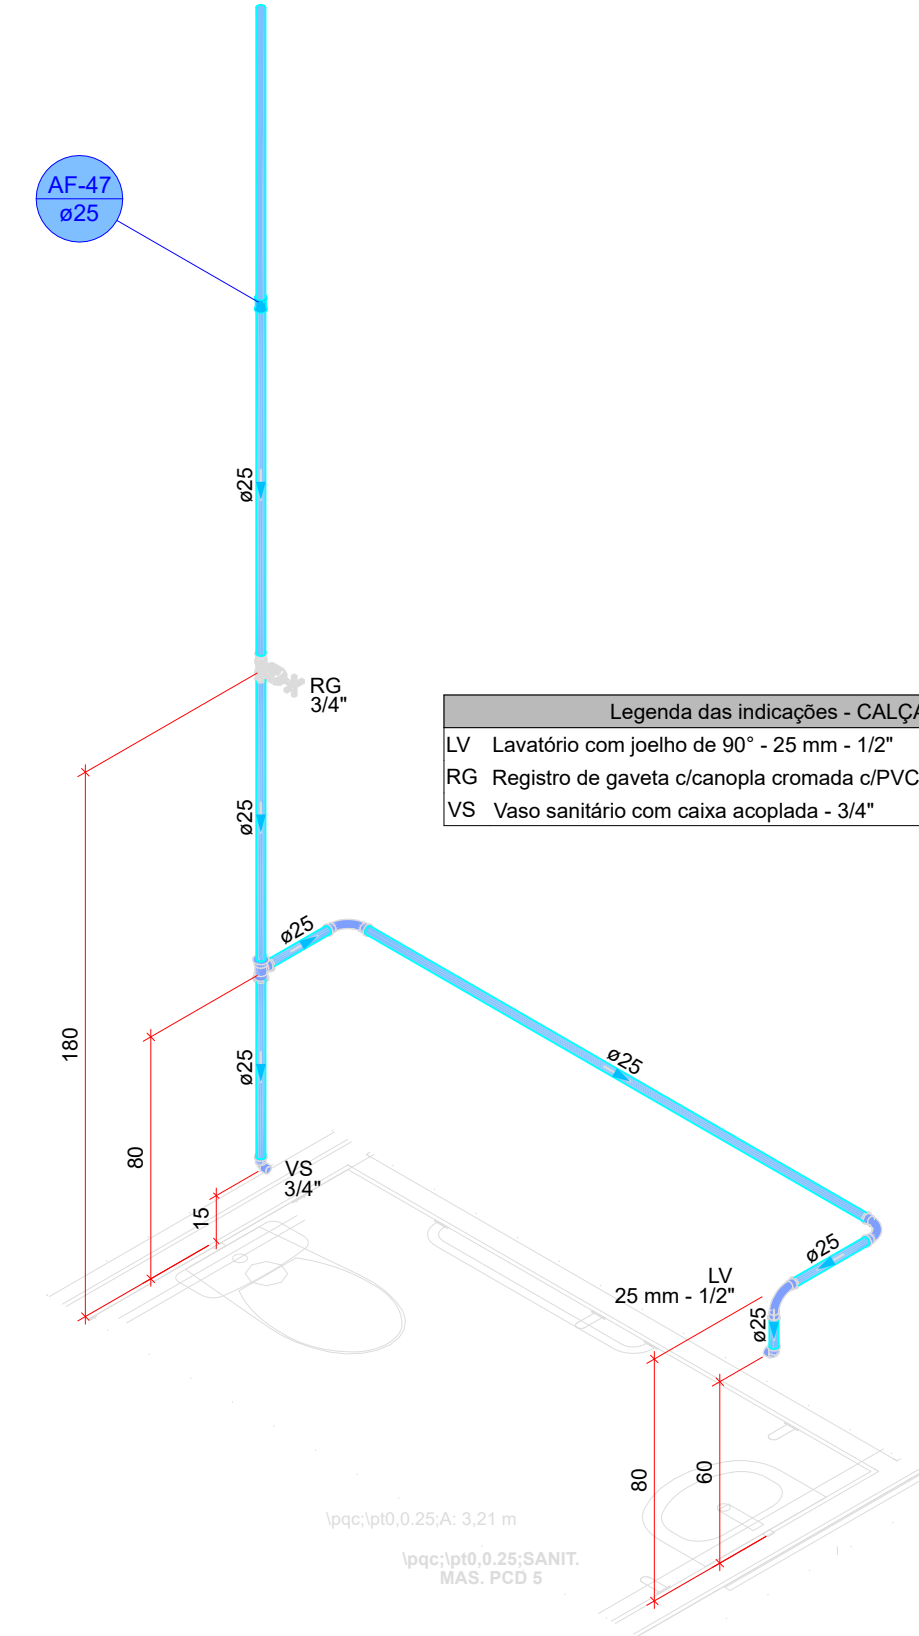 AF-47
ø25
ø25
RG
3/4"
Legenda das indicações - CALÇA
LV Lavatório com joelho de 90° - 25 mm - 1/2"
RG Registro de gaveta c/canopla cromada c/PVC
VS Vaso sanitário com caixa acoplada - 3/4"
ø25
ø25
180
ø25
ø25
80
VS
3/4"
15
ø25
LV
25 mm - 1/2"
ø25
80
60
\pqc;\pt0,0.25;A: 3,21 m
\pqc;\pt0,0.25;SANIT.
MAS. PCD 5